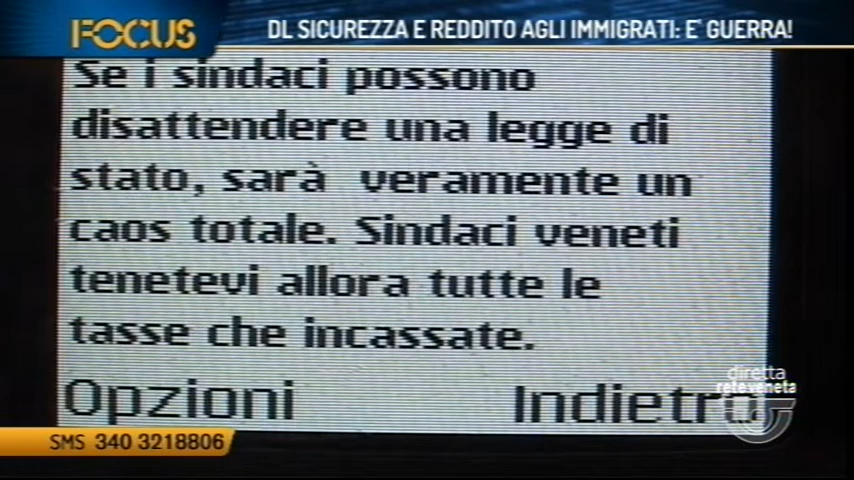 FOCUS
DL SICUREZZA E REDDITO AGLI IMMIGRATI: E' GUERRA!
Se i sindaci possono
disattendere una legge di
stato, sarà veramente un
caos totale. Sindaci veneti
tenetevi allora tutte le
tasse che incassate.
Opzioni Indietro
diretta
reteveneta
SMS 340 3218806